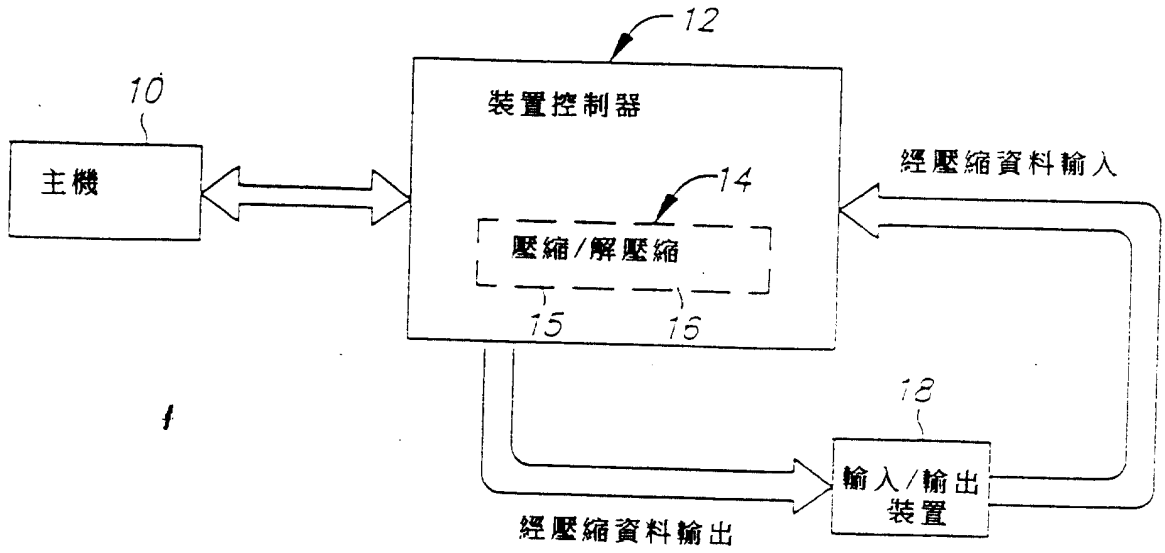 12
10
裝置控制器
主機
經壓縮資料輸入
14
壓縮/解壓縮
15
16
18
輸入/輸出
裝置
經壓縮資料輸出